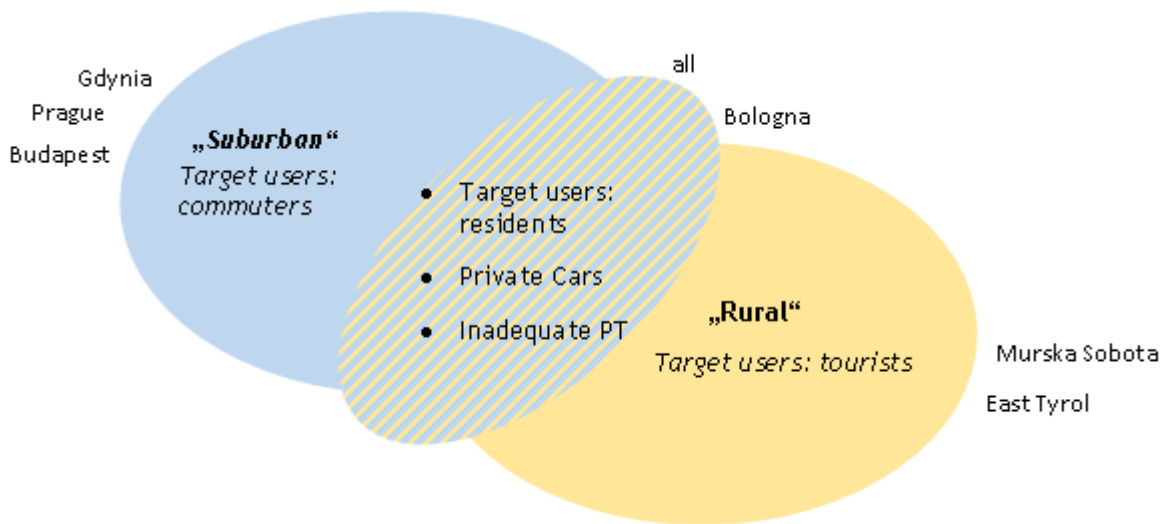 Gdynia
Prague
Budapest
„Suburban“
Target users:
commuters
all
Bologna
• Target users:
residents
• Private Cars
• Inadequate PT
„Rural“
Target users: tourists
Murska Sobota
East Tyrol